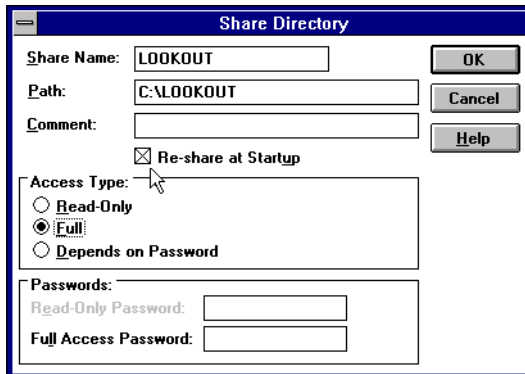 Share Directory
Share Name: LOOKOUT
OK
Path: C:\LOOKOUT
Cancel
Comment:
Help
Re-share at Startup
Access Type:
Read-Only
Full
Depends on Password
Passwords:
Read-Only Password:
Full Access Password: